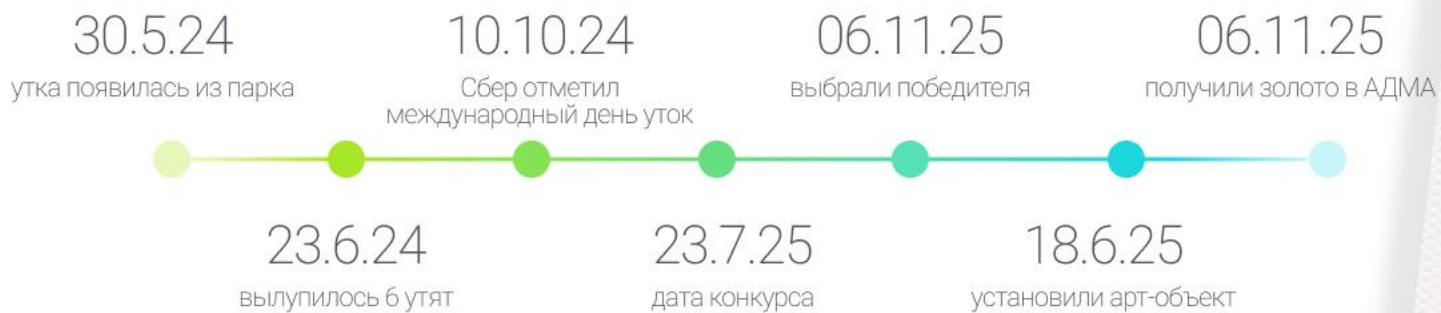 30.5.24
утка появилась из парка
10.10.24
Сбер отметил
международный день уток
06.11.25
выбрали победителя
06.11.25
получили золото в АДМА
23.6.24
вылупилось 6 утят
23.7.25
дата конкурса
18.6.25
установили арт-объект